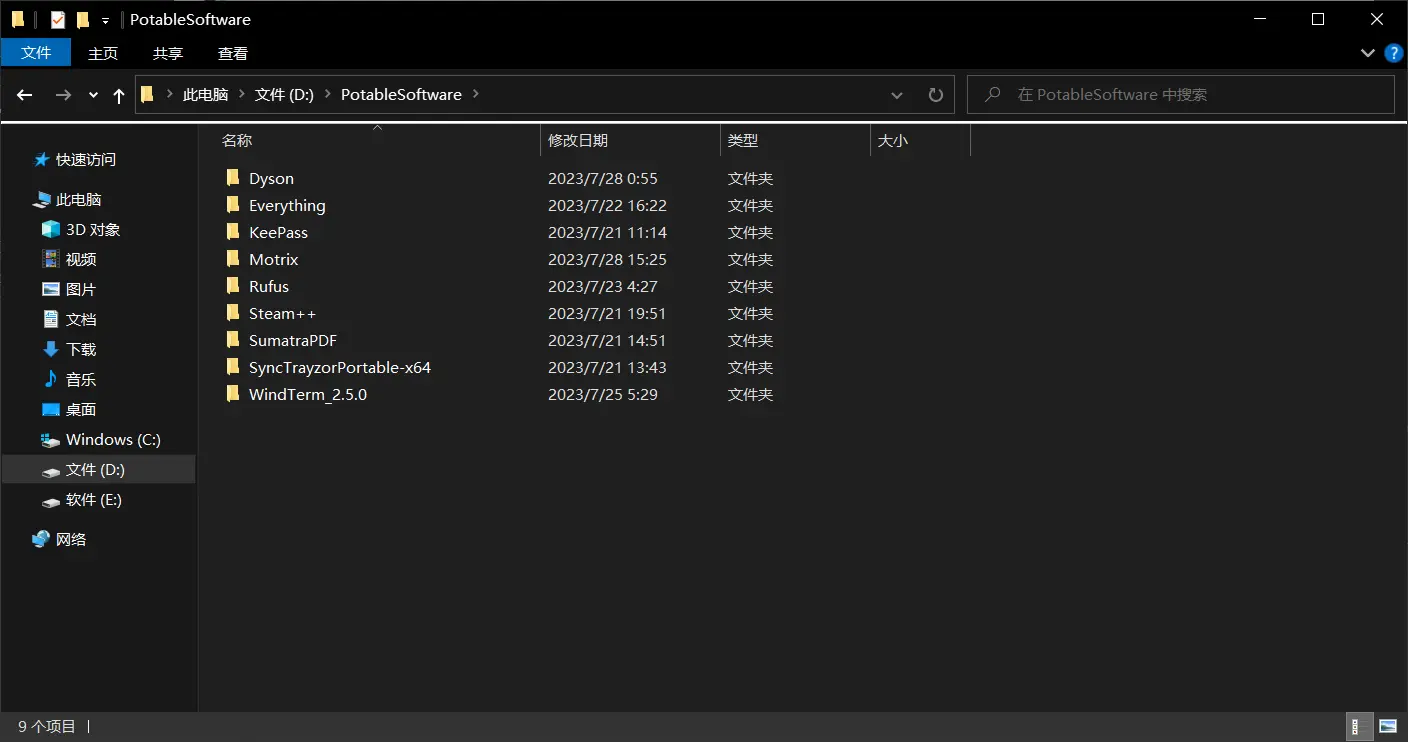 PotableSoftware
文件 主页 共享 查看
此电脑 文件 (D:) PotableSoftware 在 PotableSoftware 中搜索
名称 修改日期 类型 大小
快速访问
此电脑
3D 对象
视频
图片
文档
下载
音乐
桌面
Windows (C:)
文件 (D:)
软件 (E:)
网络
Dyson 2023/7/28 0:55 文件夹
Everything 2023/7/22 16:22 文件夹
KeePass 2023/7/21 11:14 文件夹
Motrix 2023/7/28 15:25 文件夹
Rufus 2023/7/23 4:27 文件夹
Steam++ 2023/7/21 19:51 文件夹
SumatraPDF 2023/7/21 14:51 文件夹
SyncTrayzorPortable-x64 2023/7/21 13:43 文件夹
WindTerm_2.5.0 2023/7/25 5:29 文件夹
9 个项目